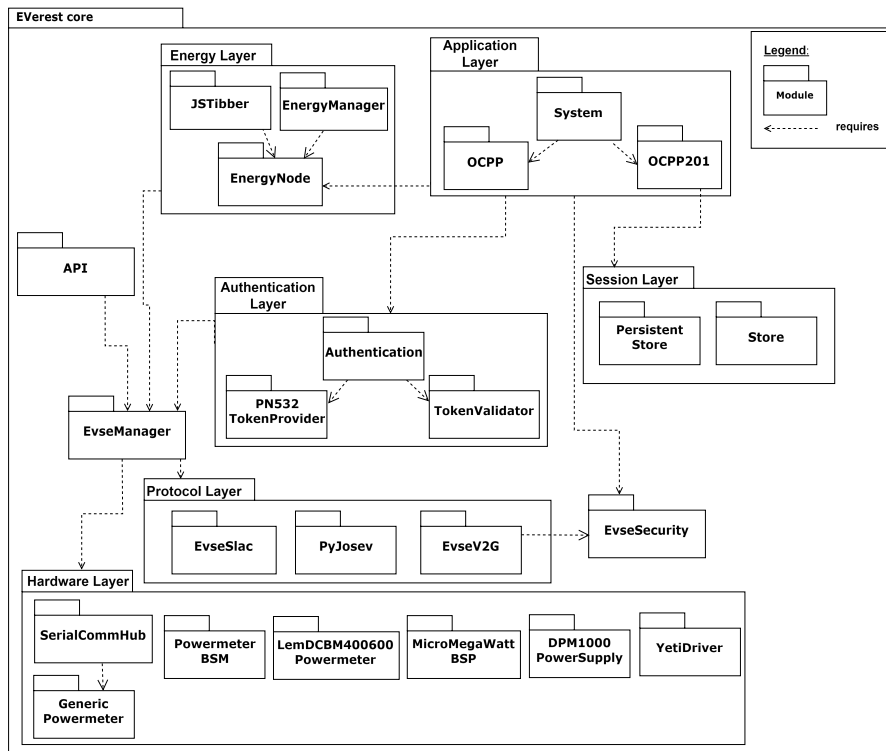 EVerest core
Energy Layer
JSTibber
EnergyManager
EnergyNode
Application
Layer
System
OCPP
OCPP201
Legend:
Module
requires
API
Authentication
Layer
Authentication
PN532
TokenProvider
TokenValidator
Session Layer
Persistent
Store
Store
EvseManager
Protocol Layer
EvseSlac
PyJosev
EvseV2G
EvseSecurity
Hardware Layer
SerialCommHub
Generic
Powermeter
Powermeter
BSM
LemDCBM400600
Powermeter
MicroMegaWatt
BSP
DPM1000
PowerSupply
YetiDriver